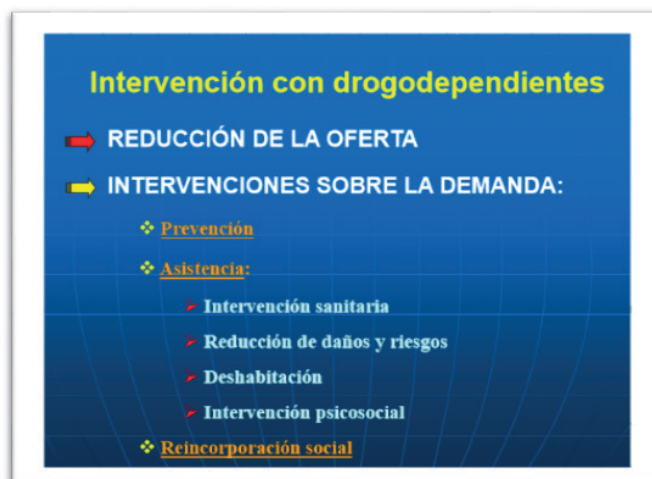 Intervención con drogodependientes
REDUCCIÓN DE LA OFERTA
INTERVENCIONES SOBRE LA DEMANDA:
Prevención
Asistencia:
Intervención sanitaria
Reducción de daños y riesgos
Deshabitación
Intervención psicosocial
Reincorporación social